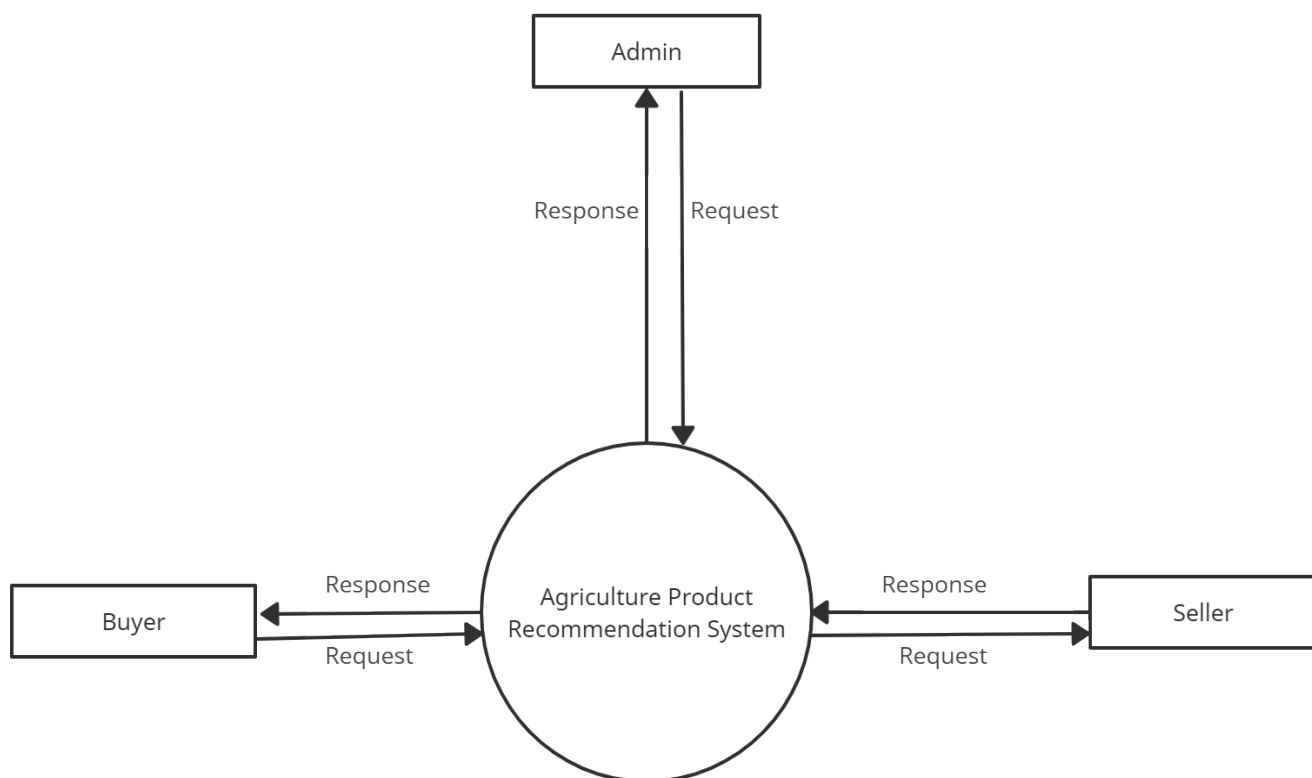 Admin
Response
Request
Response
Response
Buyer
Agriculture Product
Recommendation System
Seller
Request
Request